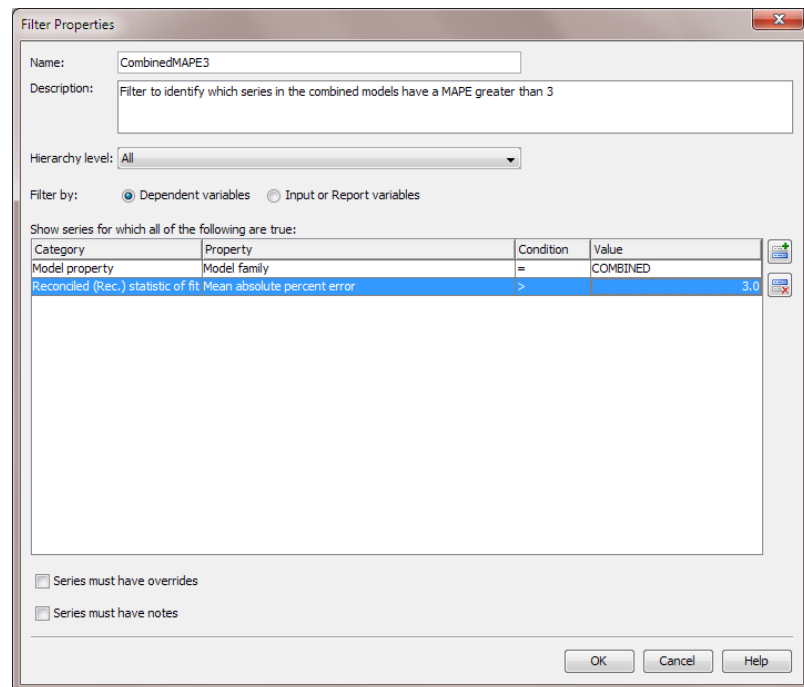 Filter Properties
Name: CombinedMAPE3
Description: Filter to identify which series in the combined models have a MAPE greater than 3
Hierarchy level: All
Filter by: Dependent variables Input or Report variables
Show series for which all of the following are true:
Category Property Condition Value
Model property Model family = COMBINED
Reconciled (Rec.) statistic of fit Mean absolute percent error > 3.0
Series must have overrides
Series must have notes
OK Cancel Help